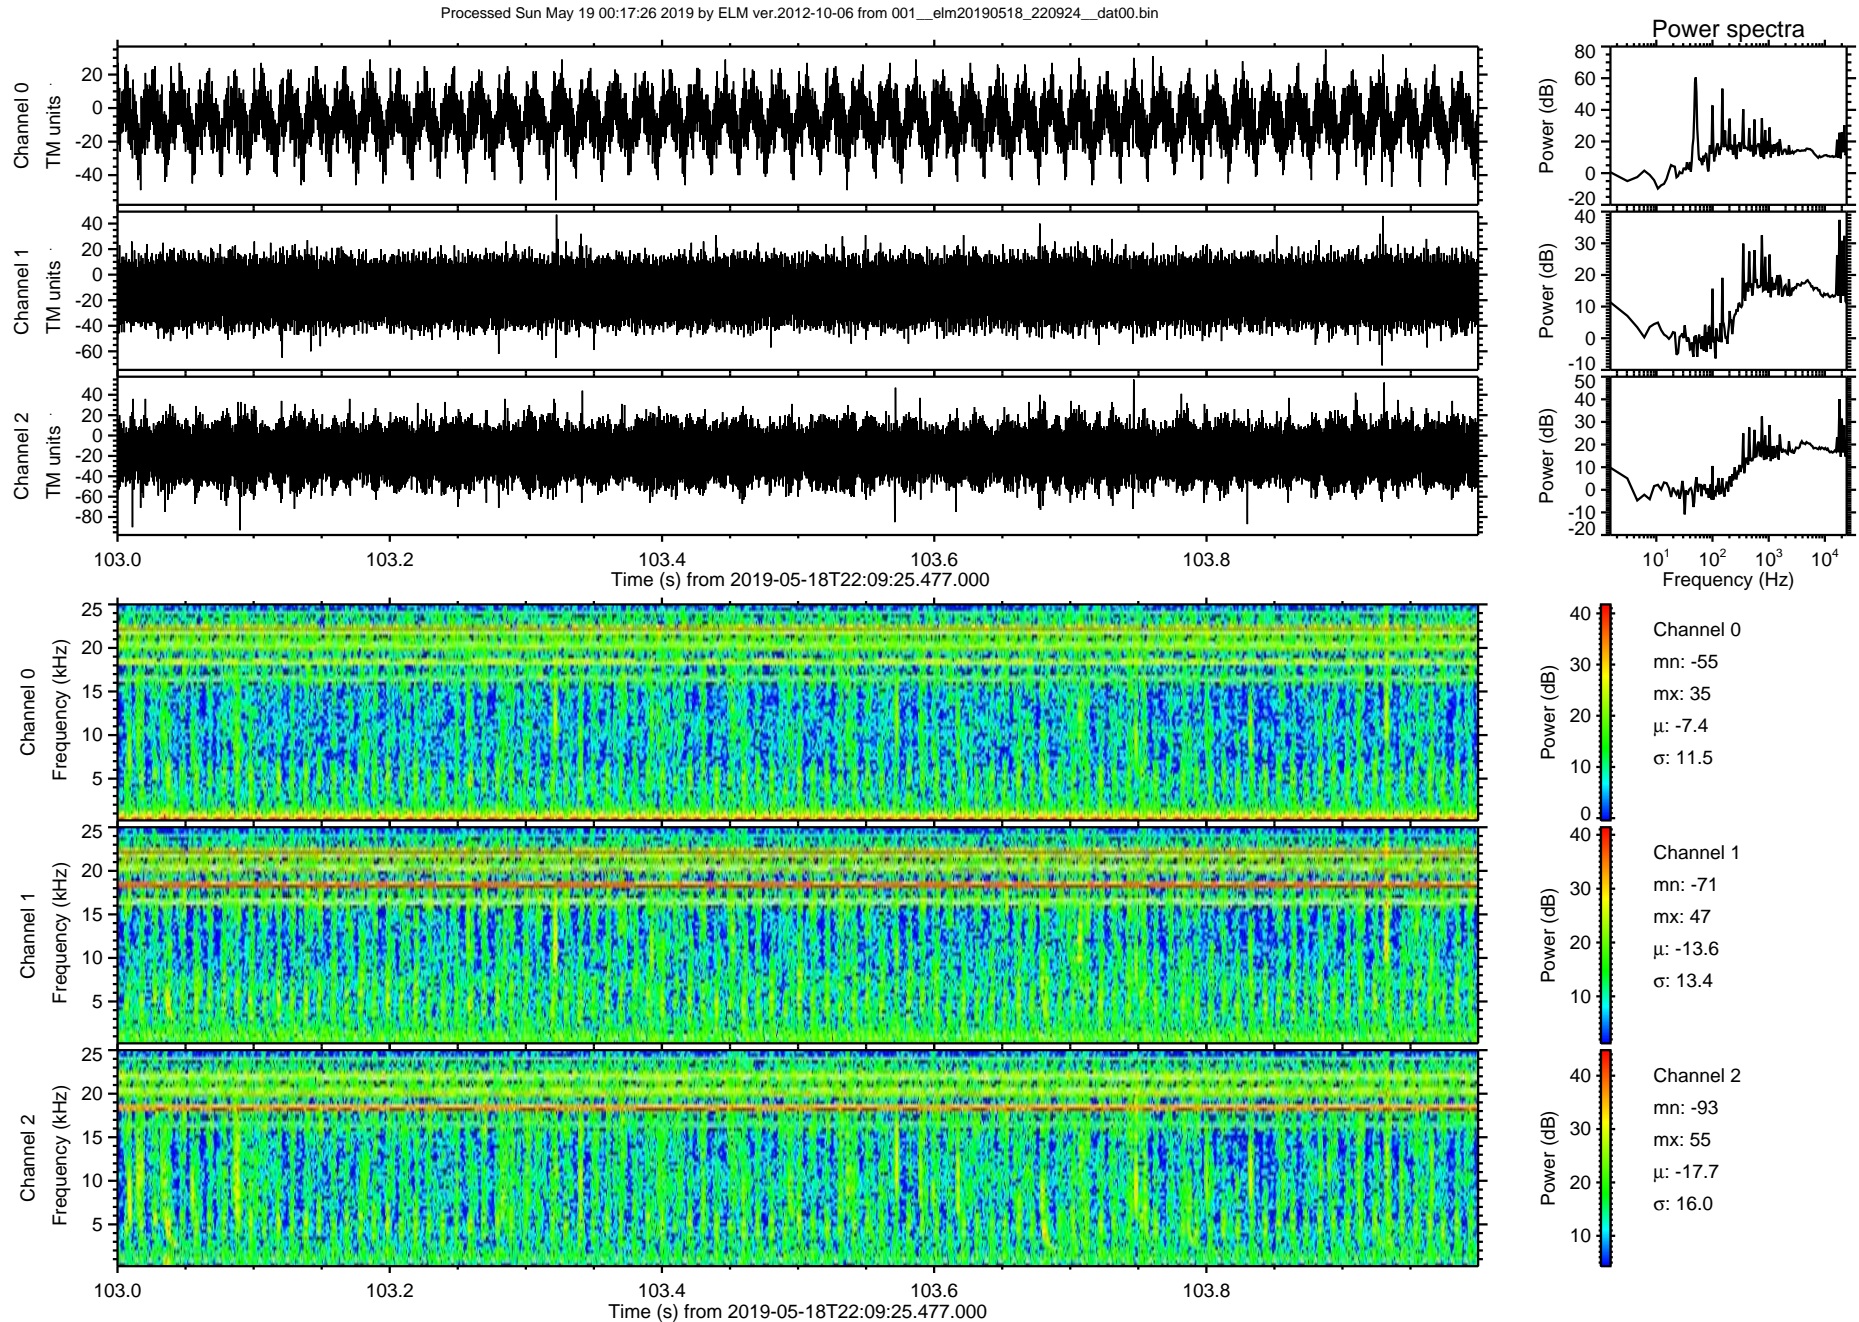 Processed Sun May 19 00:17:26 2019 by ELM ver.2012-10-06 from 001__elm20190518_220924__dat00.bin
Power spectra
Channel 0
TM units
20
0
-20
-40
Power (dB)
80
60
40
20
0
-20
Channel 1
TM units
40
20
0
-20
-40
-60
Power (dB)
40
30
20
10
0
-10
Channel 2
TM units
40
20
0
-20
-40
-60
-80
Power (dB)
50
40
30
20
10
0
-10
-20
103.0 103.2 103.4 103.6 103.8
Time (s) from 2019-05-18T22:09:25.477.000
10^1 10^2 10^3 10^4
Frequency (Hz)
Channel 0
Frequency (kHz)
25
20
15
10
5
Power (dB)
40
30
20
10
0
Channel 0
mn: -55
mx: 35
μ: -7.4
σ: 11.5
Channel 1
Frequency (kHz)
25
20
15
10
5
Power (dB)
40
30
20
10
Channel 1
mn: -71
mx: 47
μ: -13.6
σ: 13.4
Channel 2
Frequency (kHz)
25
20
15
10
5
Power (dB)
40
30
20
10
Channel 2
mn: -93
mx: 55
μ: -17.7
σ: 16.0
103.0 103.2 103.4 103.6 103.8
Time (s) from 2019-05-18T22:09:25.477.000